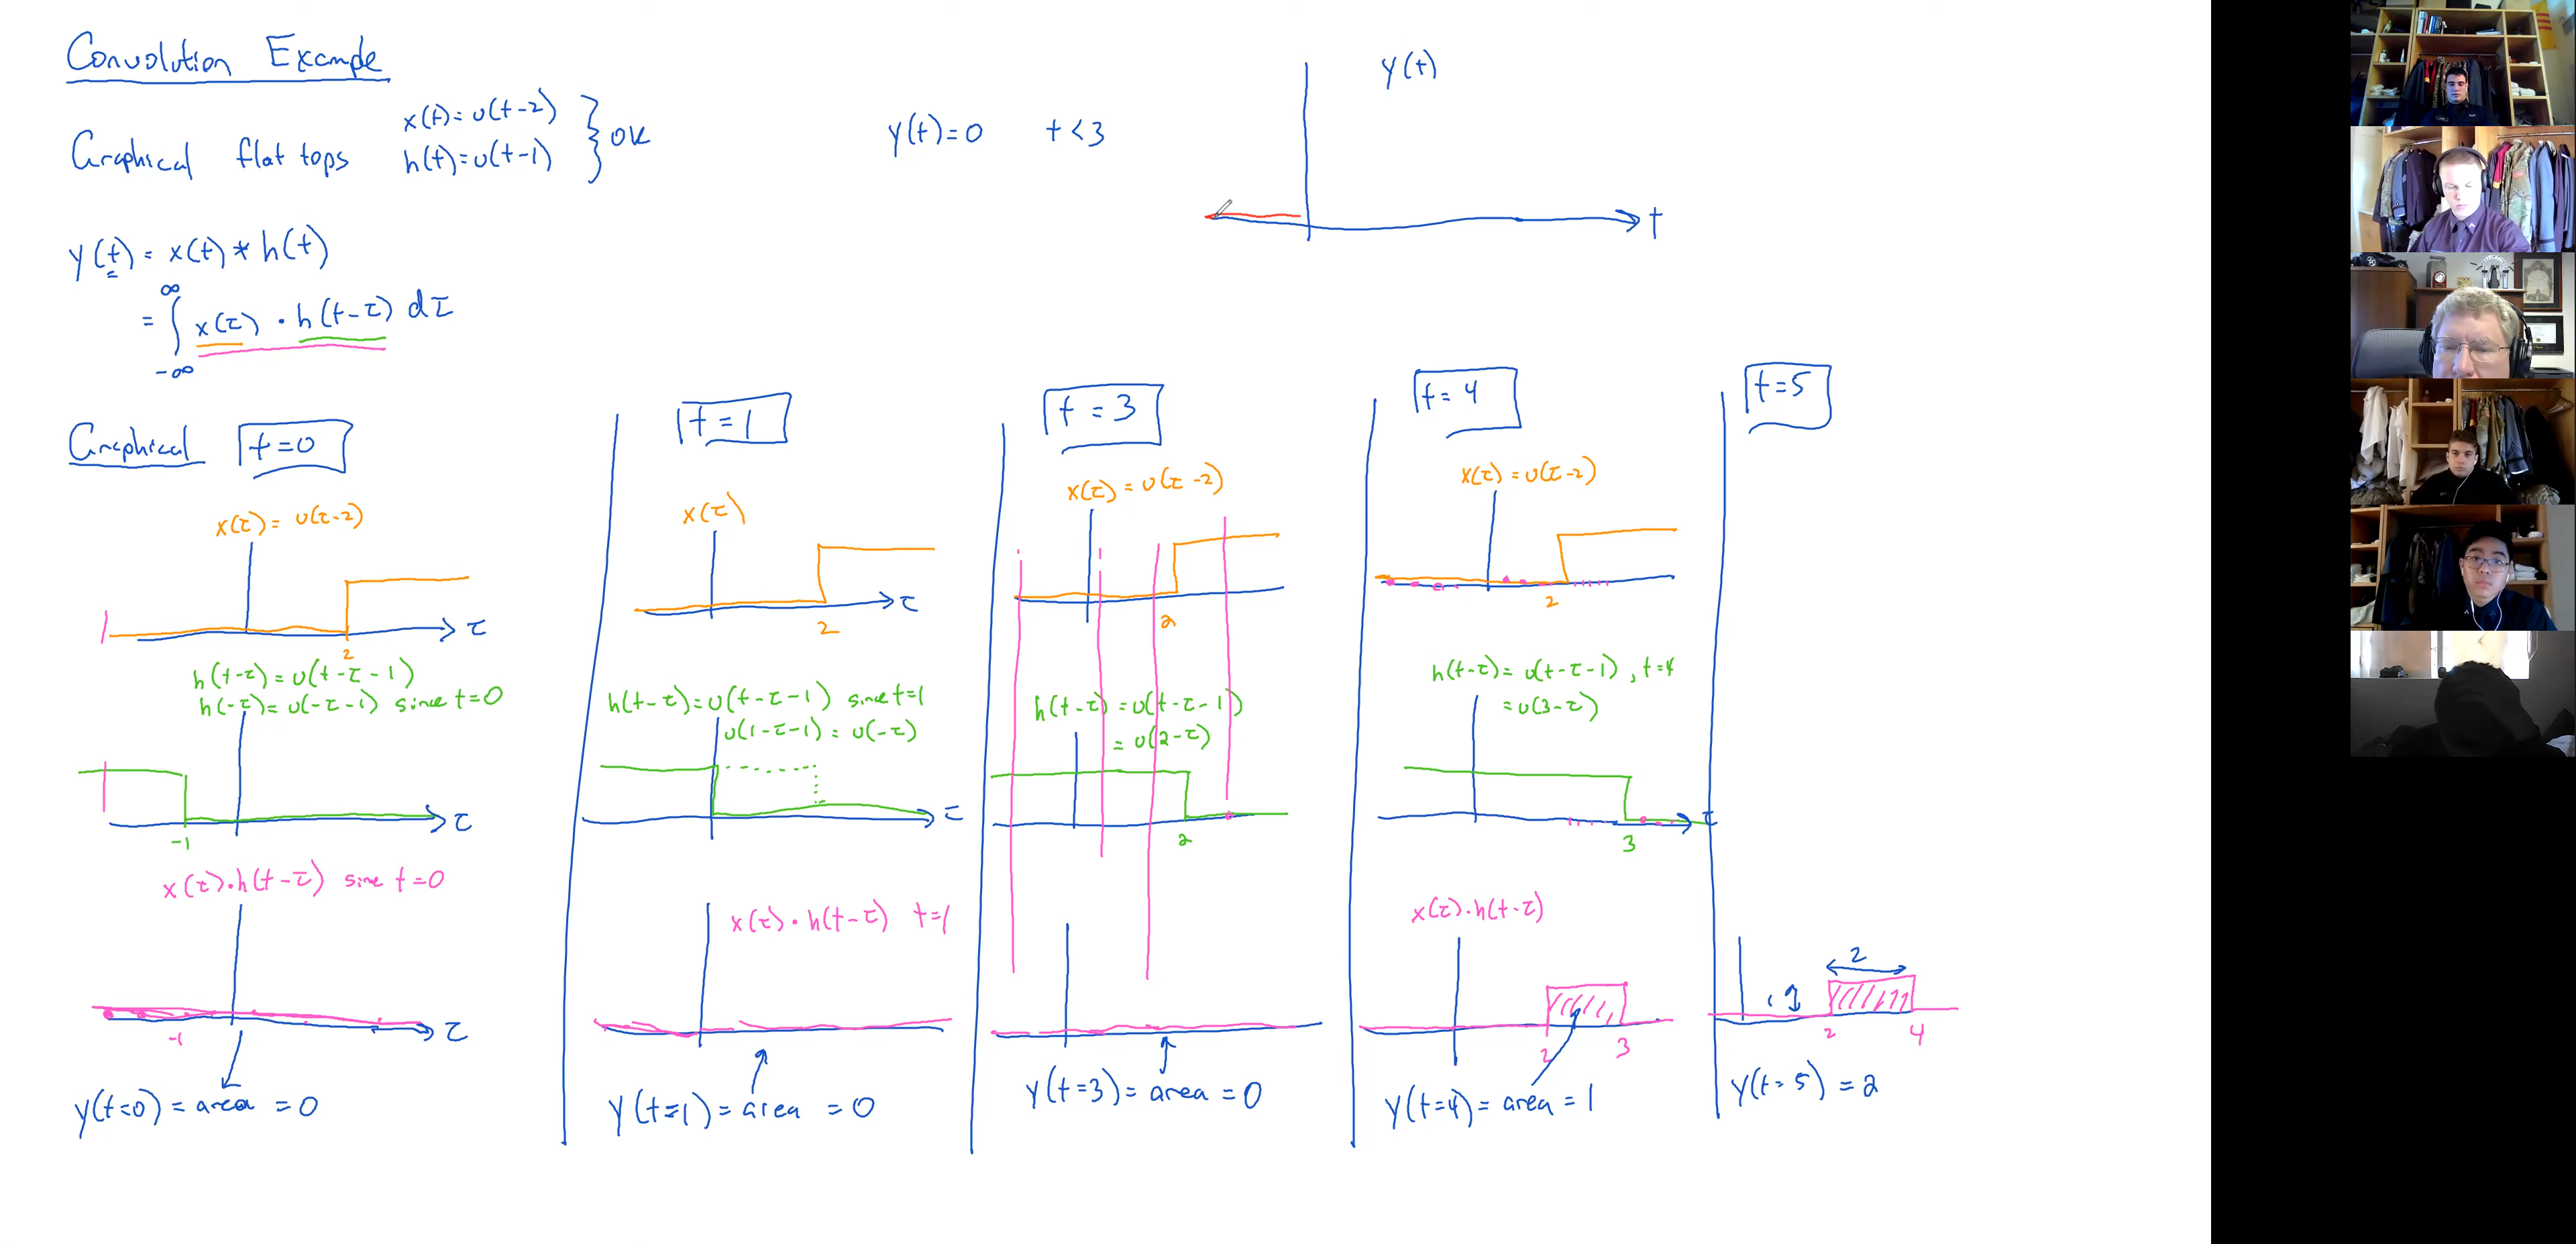 Convolution Example
Graphical flat tops
x(t)=u(t-2)
h(t)=u(t-1)
} OK
y(t)=0 t<3
y(t)
t
y(t)= x(t)*h(t)
= ∫ x(τ)·h(t-τ) dτ
∞
-∞
Graphical
t=0
x(τ)= u(τ-2)
τ
2
h(t-τ)=u(t-τ-1)
h(-τ)=u(-τ-1) since t=0
τ
-1
x(τ).h(t-τ) sine t=0
-1
τ
y(t=0)=area =0
t=1
x(τ)
τ
2
h(t-τ)=u(t-τ-1) since t=1
u(1-τ-1)=u(-τ)
τ
x(τ)·h(t-τ) t=1
y(t=1)=area =0
t=3
x(τ)=u(τ-2)
2
h(t-τ)=u(t-τ-1)
=u(2-τ)
2
y(t=3)= area =0
t=4
x(τ)=u(τ-2)
2
h(t-τ)=u(t-τ-1), t=4
=u(3-τ)
τ
3
x(τ).h(t-τ)
2 3
y(t=4)= area =1
t=5
2
2 4
y(t=5)=2